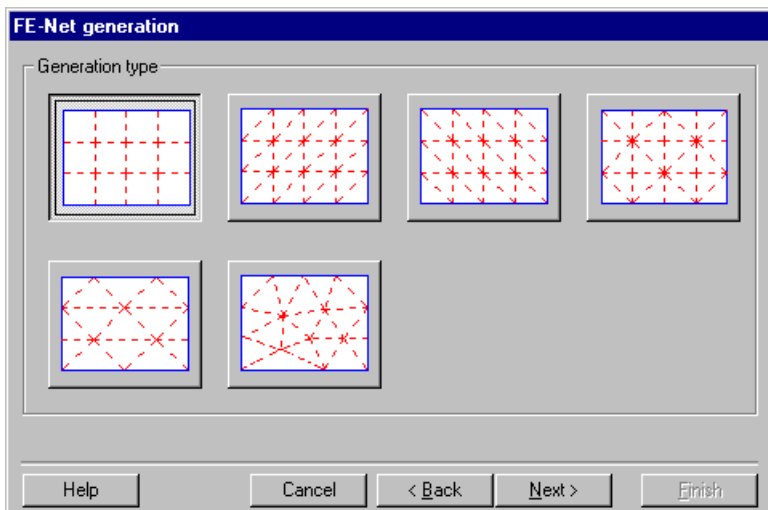 FE-Net generation
Generation type
Help
Cancel
< Back
Next >
Finish